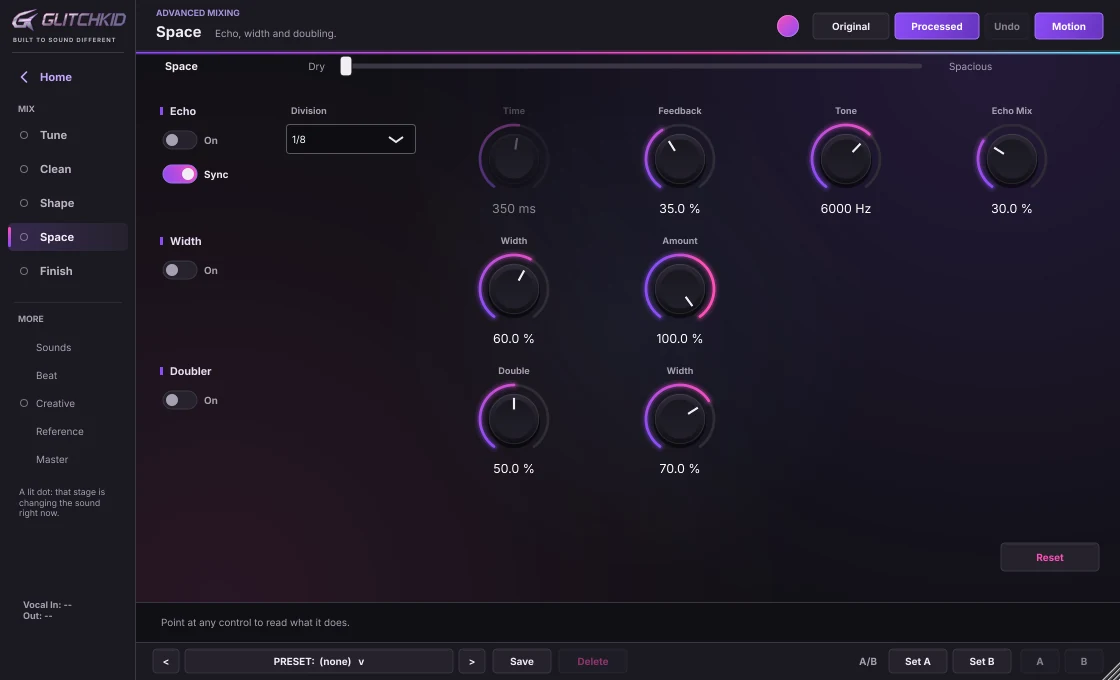 GLITCHKID
BUILT TO SOUND DIFFERENT
Home
MIX
Tune
Clean
Shape
Space
Finish
MORE
Sounds
Beat
Creative
Reference
Master
A lit dot: that stage is
changing the sound
right now.
Vocal In: --
Out: --
ADVANCED MIXING
Space Echo, width and doubling.
Original Processed Undo Motion
Space Dry Spacious
Echo Division Time Feedback Tone Echo Mix
On 1/8
Sync
350 ms 35.0 % 6000 Hz 30.0 %
Width Width Amount
On
60.0 % 100.0 %
Doubler Double Width
On
50.0 % 70.0 %
Reset
Point at any control to read what it does.
< PRESET: (none) v > Save Delete A/B Set A Set B A B